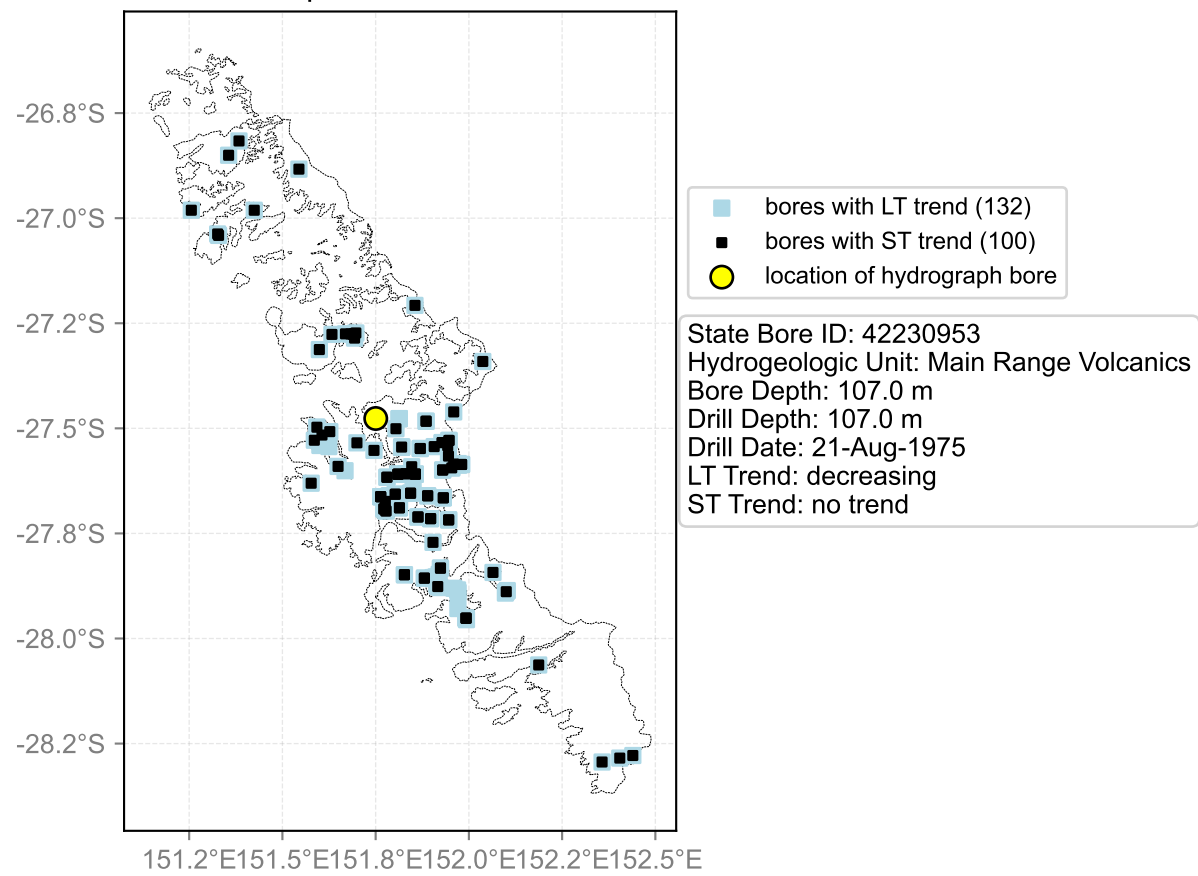 -26.8°S
-27.0°S
-27.2°S
-27.5°S
-27.8°S
-28.0°S
-28.2°S
151.2°E151.5°E151.8°E152.0°E152.2°E152.5°E
bores with LT trend (132)
bores with ST trend (100)
location of hydrograph bore
State Bore ID: 42230953
Hydrogeologic Unit: Main Range Volcanics
Bore Depth: 107.0 m
Drill Depth: 107.0 m
Drill Date: 21-Aug-1975
LT Trend: decreasing
ST Trend: no trend